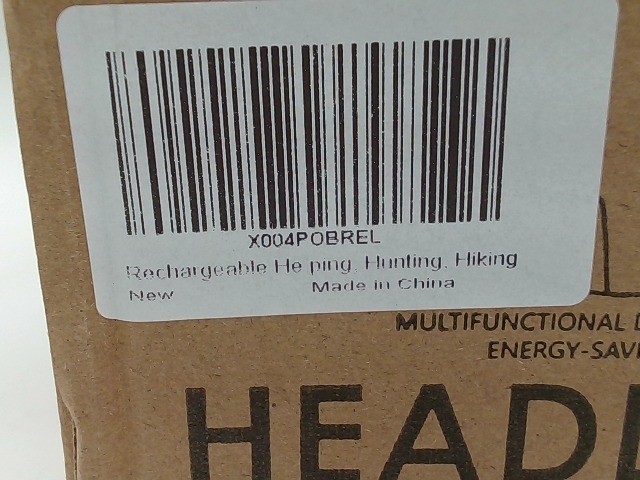 X004POBREL
Rechargeable He ping, Hunting, Hiking
New Made in China
MULTIFUNCTIONAL
ENERGY-SAV
HEAD